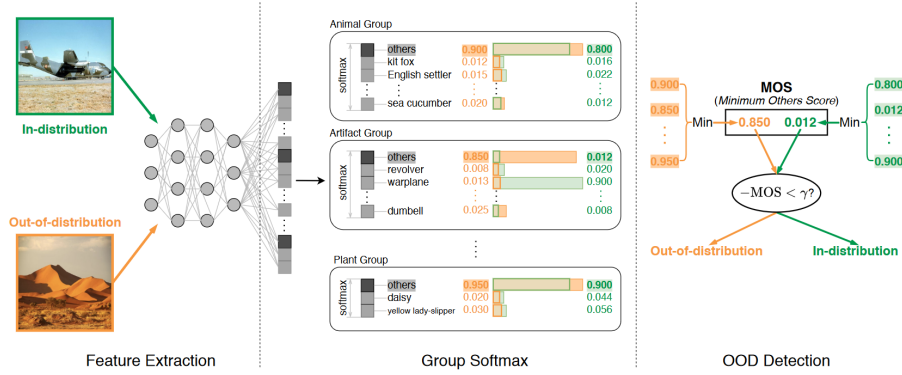 In-distribution
Out-of-distribution
Feature Extraction
Animal Group
softmax
others 0.900 0.800
kit fox 0.012 0.016
English settler 0.015 0.022
sea cucumber 0.020 0.012
Artifact Group
softmax
others 0.850 0.012
revolver 0.008 0.020
warplane 0.013 0.900
dumbell 0.025 0.008
Plant Group
softmax
others 0.950 0.900
daisy 0.020 0.044
yellow lady-slipper 0.030 0.056
Group Softmax
MOS
(Minimum Others Score)
0.900
0.850
0.950
Min
0.850 0.012
Min
0.800
0.012
0.900
−MOS < γ?
Out-of-distribution
In-distribution
OOD Detection